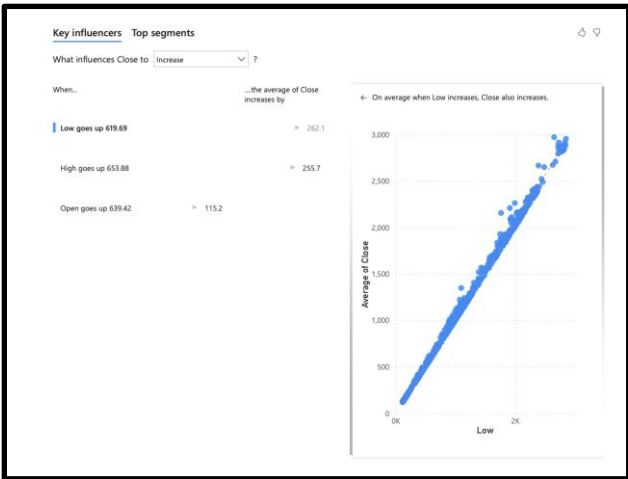 Key influencers Top segments
What influences Close to Increase ?
When...
....the average of Close
increases by
Low goes up 619.69
262.1
High goes up 653.88
255.7
Open goes up 639.42
115.2
On average when Low increases, Close also increases.
3,000
2,500
2,000
1,500
1,000
500
0
Average of Close
0K
2K
Low